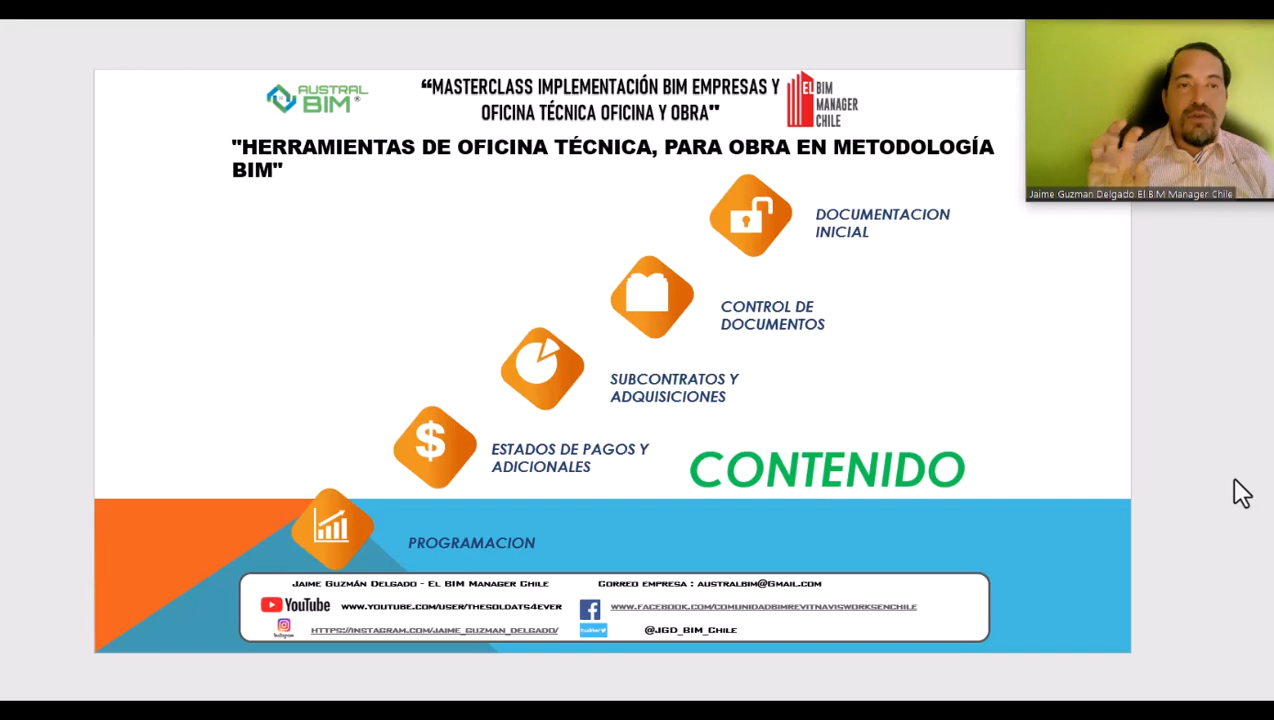 AUSTRAL
BIM®
“MASTERCLASS IMPLEMENTACIÓN BIM EMPRESAS Y
OFICINA TÉCNICA OFICINA Y OBRA"
EL BIM
MANAGER
CHILE
"HERRAMIENTAS DE OFICINA TÉCNICA, PARA OBRA EN METODOLOGÍA
BIM"
Jaime Guzman Delgado El BIM Manager Chile
DOCUMENTACION
INICIAL
CONTROL DE
DOCUMENTOS
SUBCONTRATOS Y
ADQUISICIONES
$
ESTADOS DE PAGOS Y
ADICIONALES
CONTENIDO
PROGRAMACION
Jaime Guzmán Delgado - El BIM Manager Chile
Correo empresa : australbim@gmail.com
YouTube
www.youtube.com/user/thesoldats4ever
www.facebook.com/comunidadbimrevitnavisworksenchile
Instagram
https://instagram.com/jaime_guzman_delgado/
twitter
@JGD_BIM_Chile